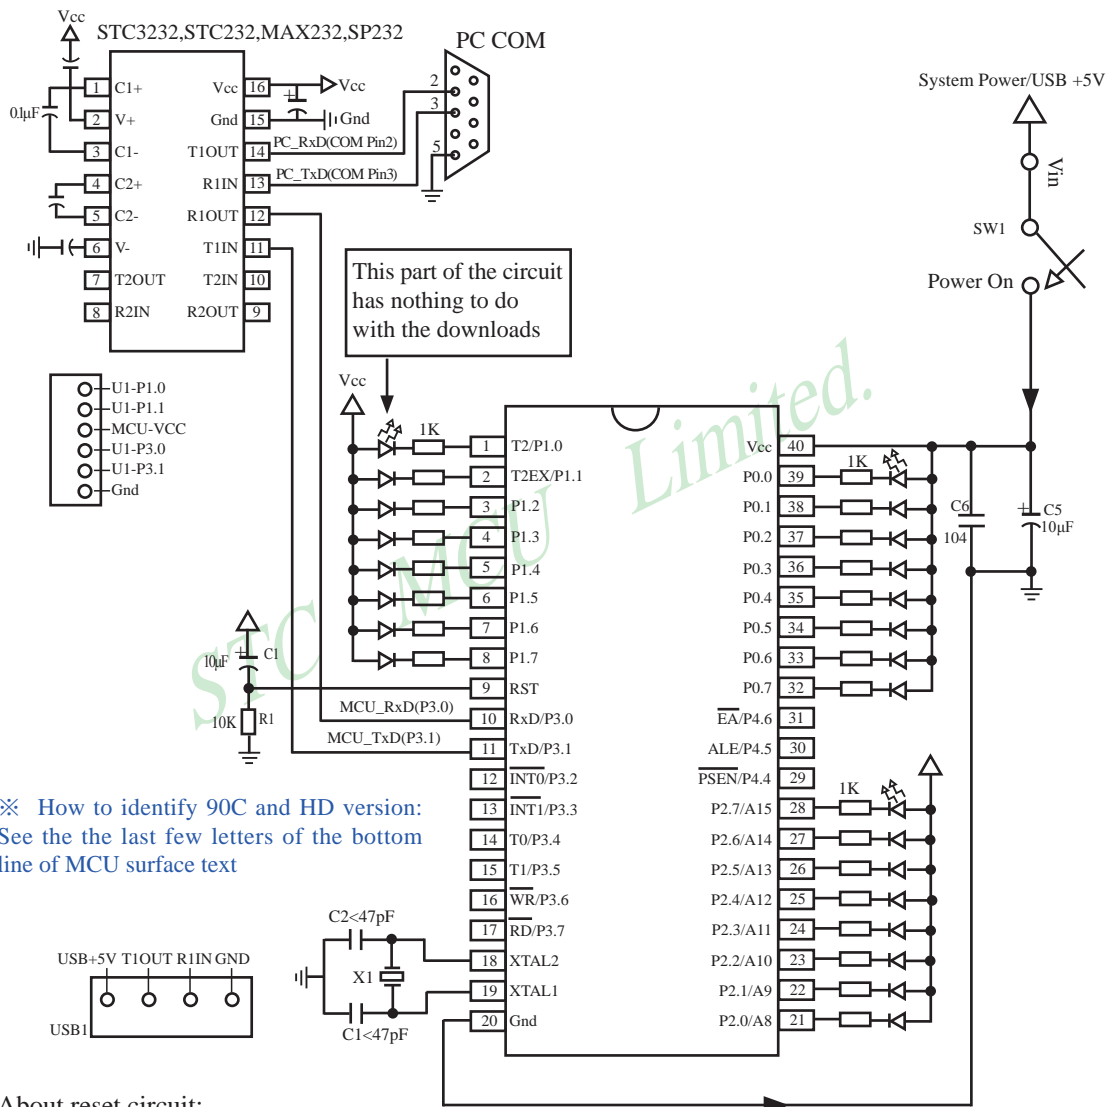 Vcc
STC3232,STC232,MAX232,SP232
PC COM
System Power/USB +5V
1 C1+ Vcc 16 Vcc
0.1μF
2 V+ Gnd 15 Gnd
PC_RxD(COM Pin2)
3 C1- T1OUT 14
PC_TxD(COM Pin3)
4 C2+ R1IN 13
5 C2- R1OUT 12
6 V- T1IN 11
7 T2OUT T2IN 10
8 R2IN R2OUT 9
2
3
5
Vin
SW1
Power On
This part of the circuit
has nothing to do
with the downloads
U1-P1.0
U1-P1.1
MCU-VCC
U1-P3.0
U1-P3.1
Gnd
Vcc
1K
1 T2/P1.0 Vcc 40
2 T2EX/P1.1 P0.0 39
1K
3 P1.2 P0.1 38
4 P1.3 P0.2 37
5 P1.4 P0.3 36
6 P1.5 P0.4 35
7 P1.6 P0.5 34
8 P1.7 P0.6 33
9 RST P0.7 32
10 RxD/P3.0 EA/P4.6 31
11 TxD/P3.1 ALE/P4.5 30
12 INT0/P3.2 PSEN/P4.4 29
13 INT1/P3.3 P2.7/A15 28
1K
14 T0/P3.4 P2.6/A14 27
15 T1/P3.5 P2.5/A13 26
16 WR/P3.6 P2.4/A12 25
17 RD/P3.7 P2.3/A11 24
18 XTAL2 P2.2/A10 23
19 XTAL1 P2.1/A9 22
20 Gnd P2.0/A8 21
C6
104
C5
10μF
10μF C1
10K R1
MCU_RxD(P3.0)
MCU_TxD(P3.1)
STC MCU Limited.
※ How to identify 90C and HD version:
See the the last few letters of the bottom
line of MCU surface text
C2<47pF
X1
C1<47pF
USB+5V T1OUT R1IN GND
USB1
About reset circuit: